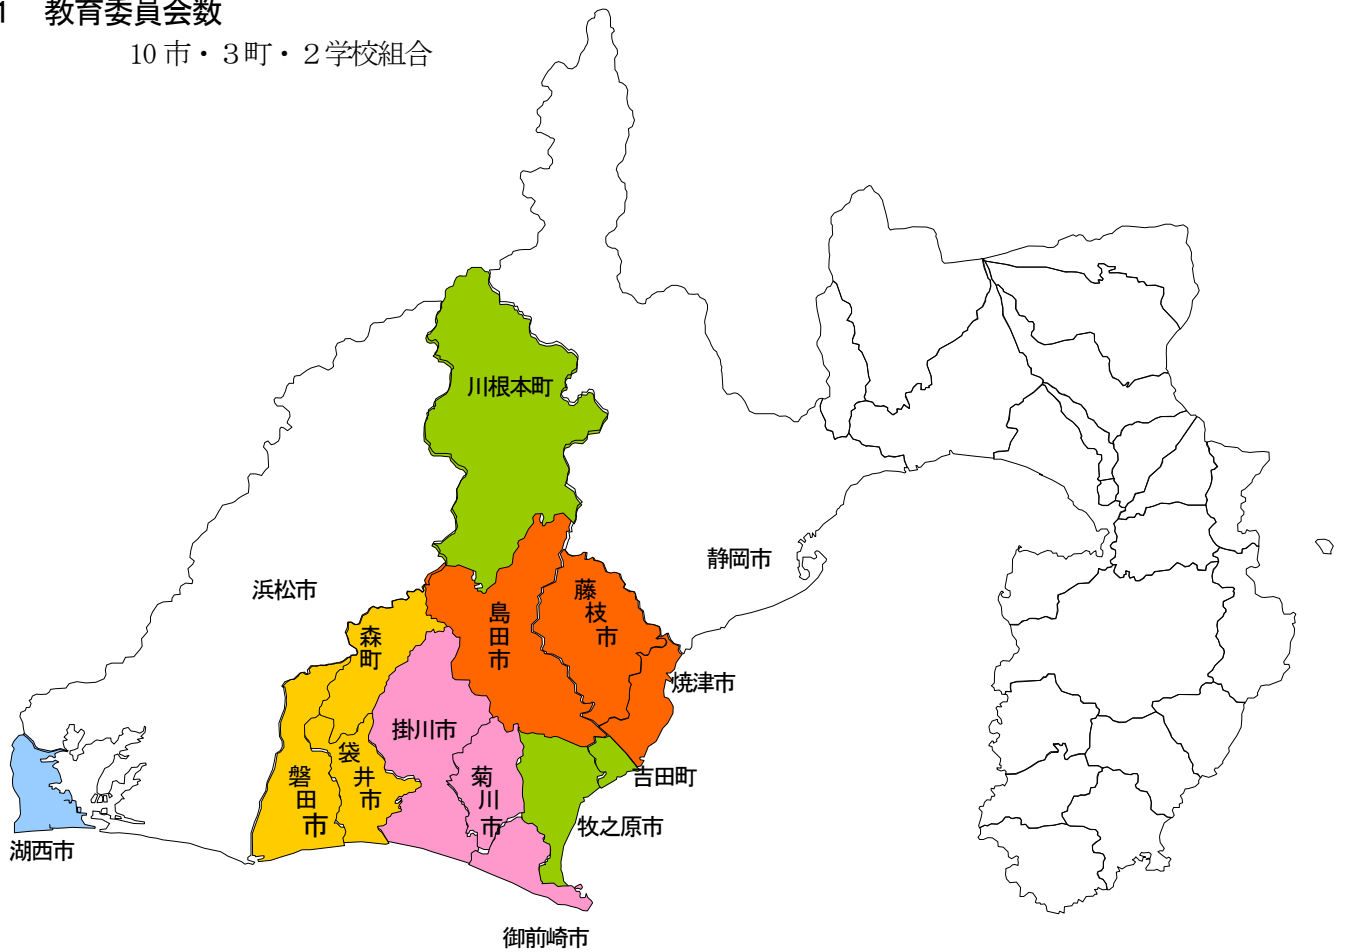 1 教育委員会数
10市・3町・2学校組合
川根本町
静岡市
浜松市
藤枝市
島田市
森町
焼津市
掛川市
袋井市
磐田市
菊川市
吉田町
牧之原市
湖西市
御前崎市